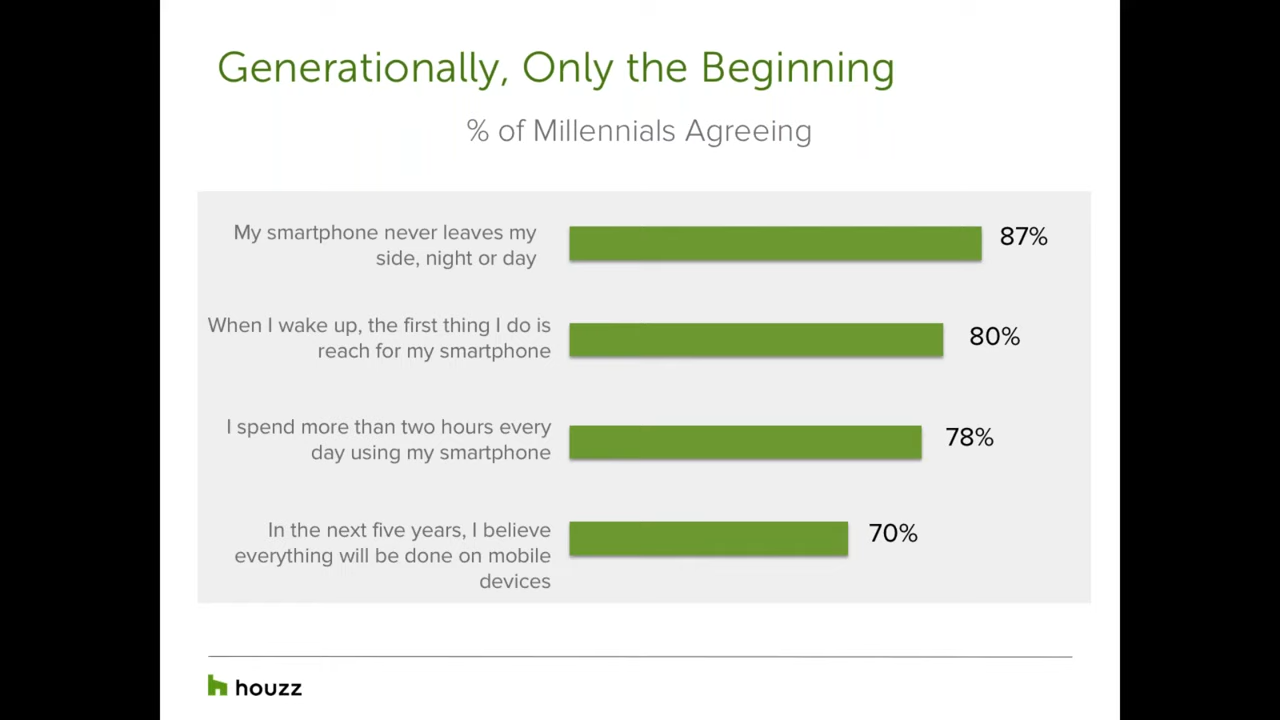 Generationally, Only the Beginning
% of Millennials Agreeing
My smartphone never leaves my
side, night or day
87%
When I wake up, the first thing I do is
reach for my smartphone
80%
I spend more than two hours every
day using my smartphone
78%
In the next five years, I believe
everything will be done on mobile
devices
70%
houzz